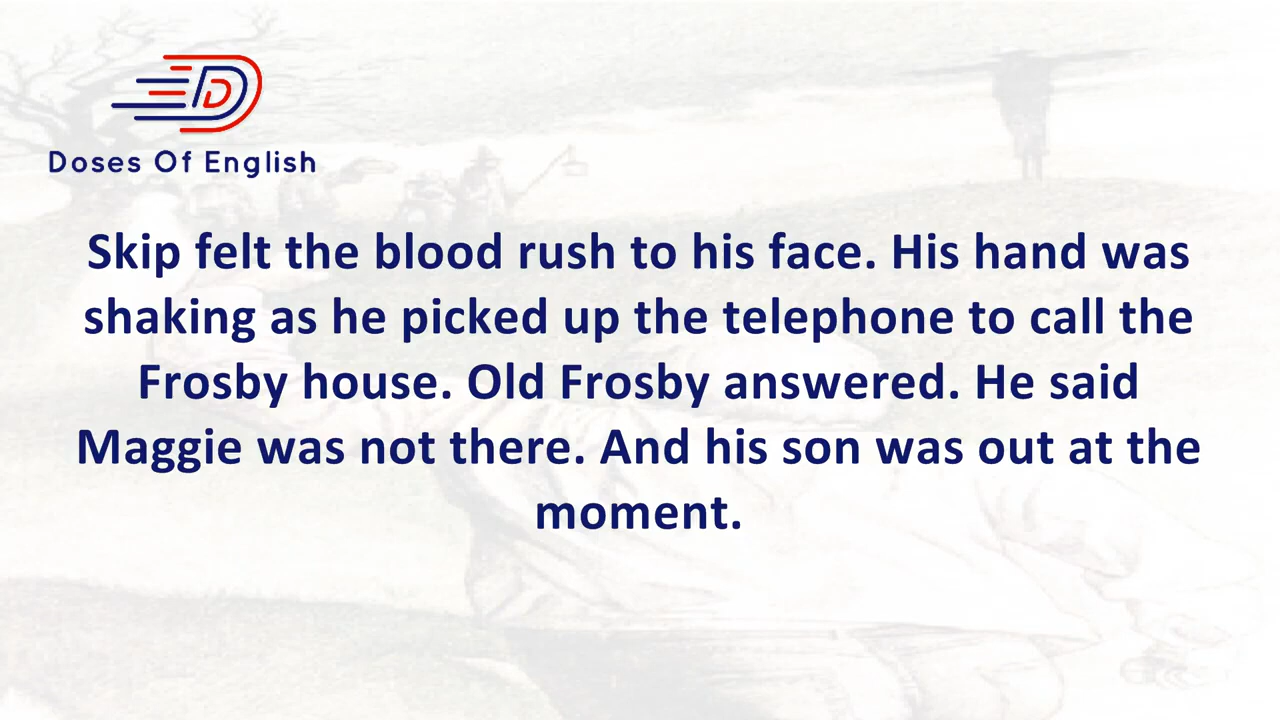 Doses Of English
Skip felt the blood rush to his face. His hand was
shaking as he picked up the telephone to call the
Frosby house. Old Frosby answered. He said
Maggie was not there. And his son was out at the
moment.